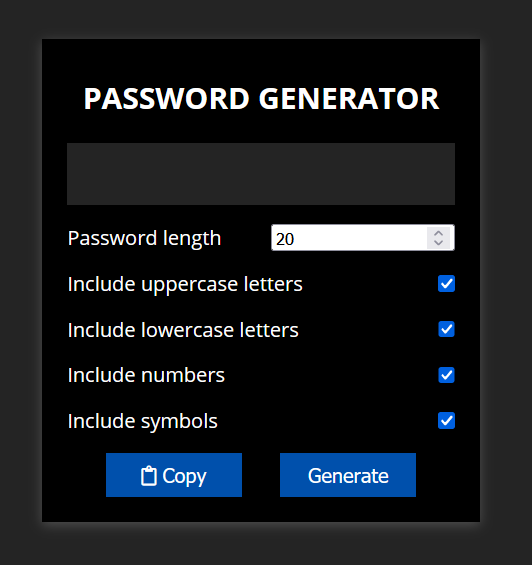 PASSWORD GENERATOR
Password length 20
Include uppercase letters
Include lowercase letters
Include numbers
Include symbols
Copy Generate